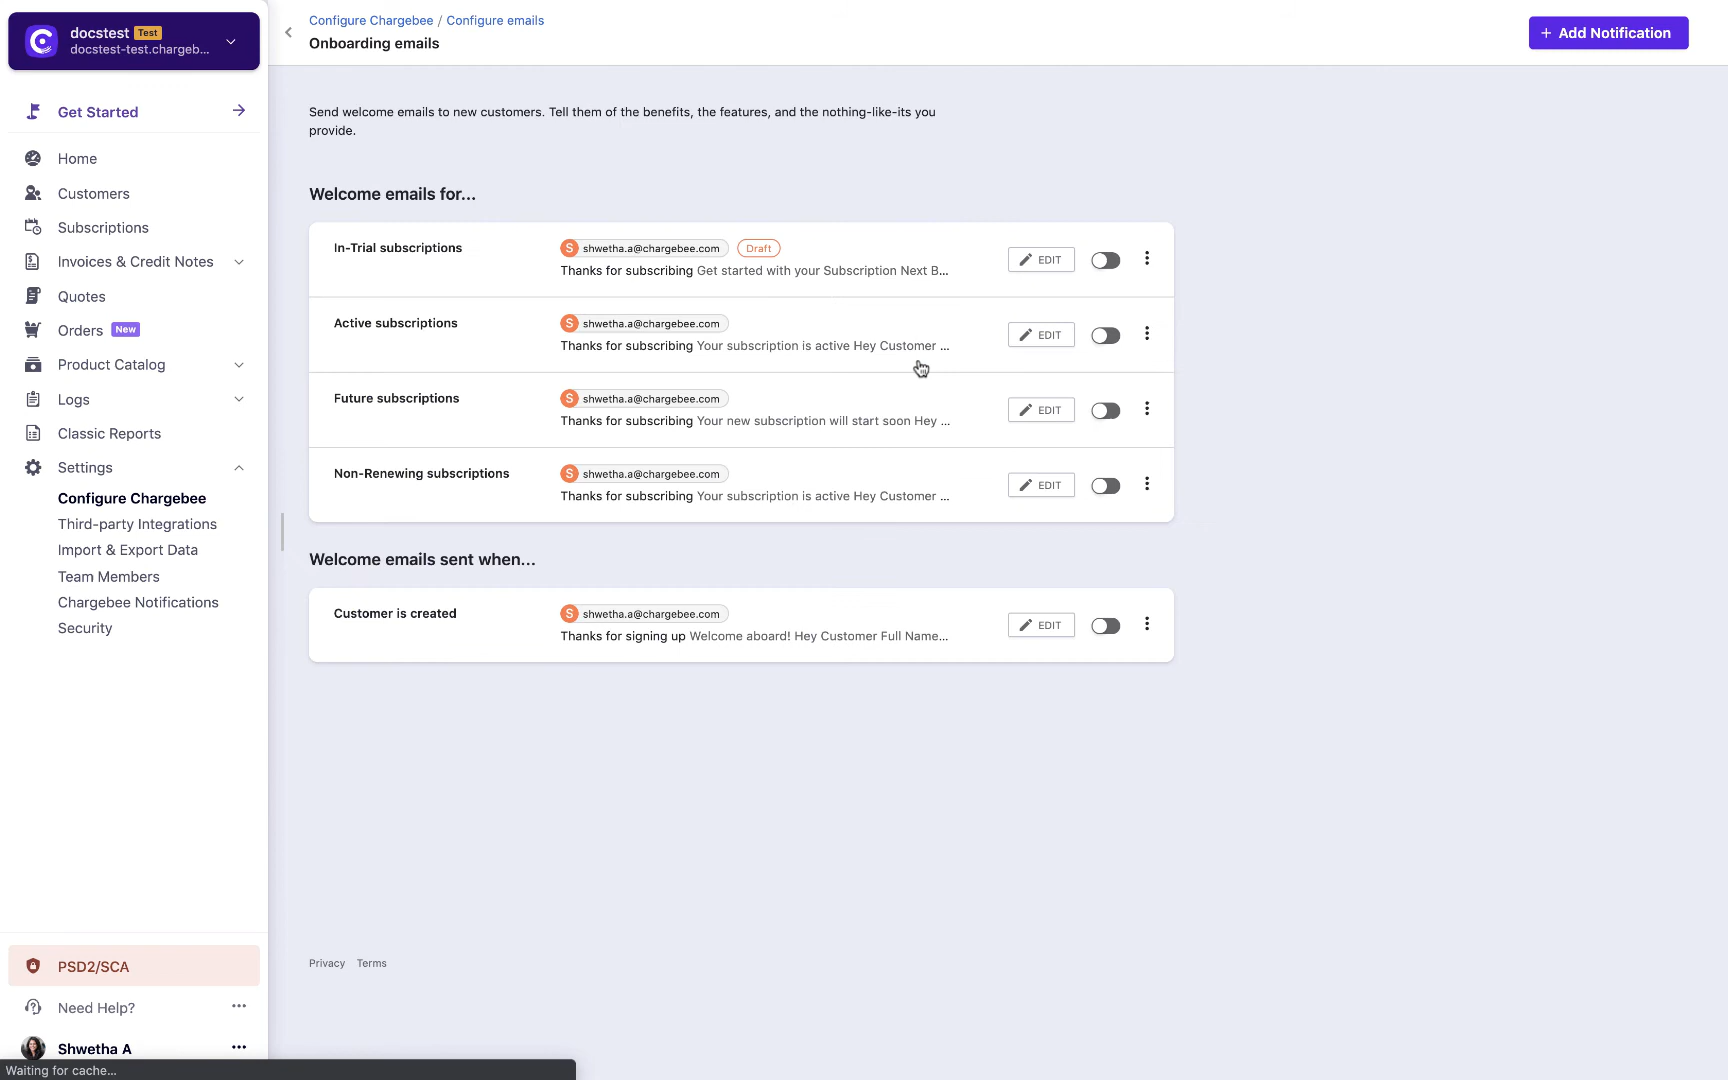 docstest Test
docstest-test.chargeb...
Get Started
Home
Customers
Subscriptions
Invoices & Credit Notes
Quotes
Orders New
Product Catalog
Logs
Classic Reports
Settings
Configure Chargebee
Third-party Integrations
Import & Export Data
Team Members
Chargebee Notifications
Security
PSD2/SCA
Need Help?
Shwetha A
Waiting for cache...
Configure Chargebee / Configure emails
Onboarding emails
+ Add Notification
Send welcome emails to new customers. Tell them of the benefits, the features, and the nothing-like-its you
provide.
Welcome emails for...
In-Trial subscriptions
S shwetha.a@chargebee.com Draft
Thanks for subscribing Get started with your Subscription Next B...
EDIT
Active subscriptions
S shwetha.a@chargebee.com
Thanks for subscribing Your subscription is active Hey Customer ...
EDIT
Future subscriptions
S shwetha.a@chargebee.com
Thanks for subscribing Your new subscription will start soon Hey ...
EDIT
Non-Renewing subscriptions
S shwetha.a@chargebee.com
Thanks for subscribing Your subscription is active Hey Customer ...
EDIT
Welcome emails sent when...
Customer is created
S shwetha.a@chargebee.com
Thanks for signing up Welcome aboard! Hey Customer Full Name...
EDIT
Privacy Terms